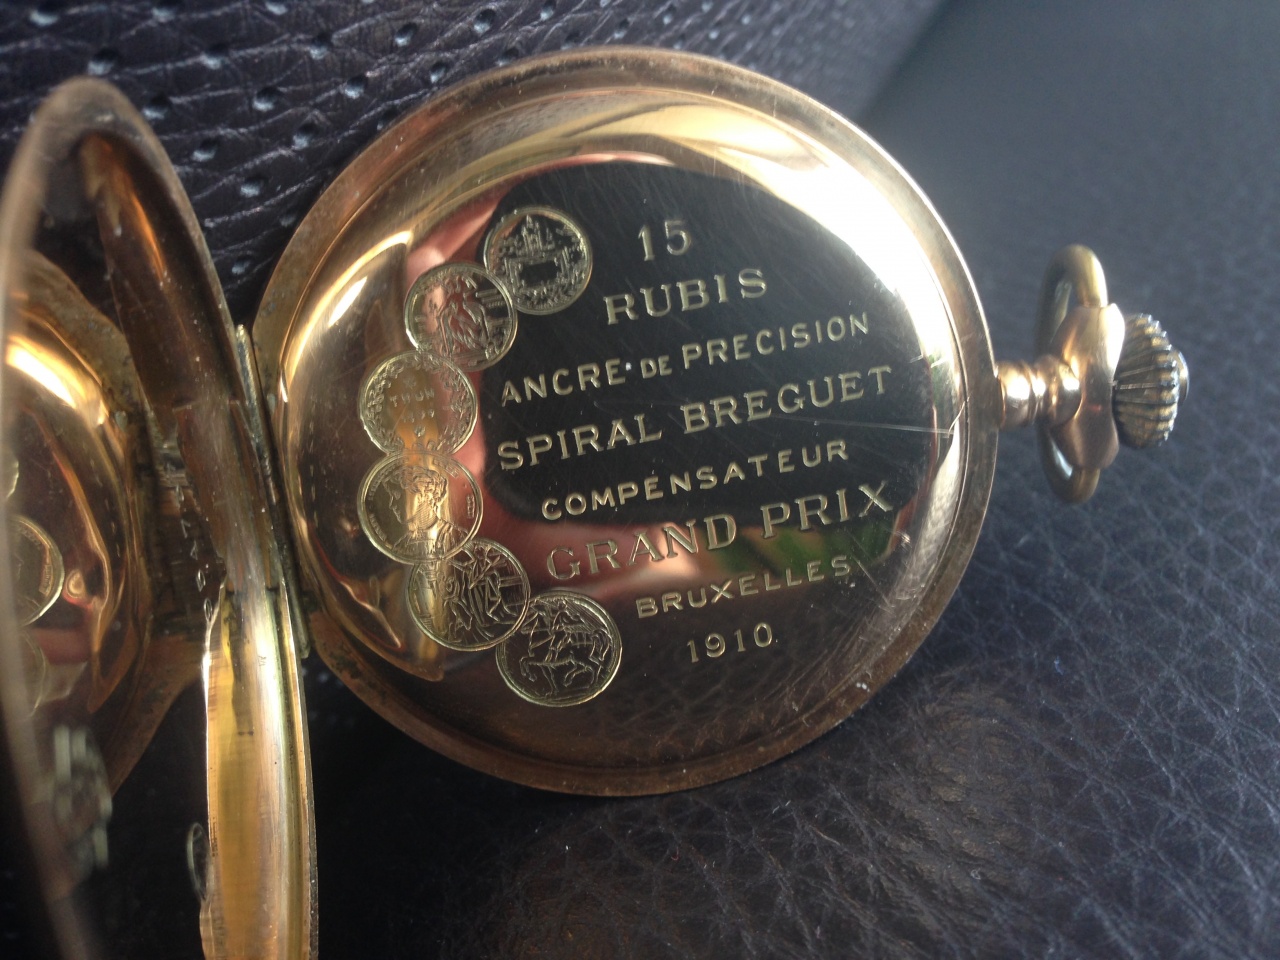 15
RUBIS
ANCRE DE PRECISION
SPIRAL BREGUET
COMPENSATEUR
GRAND PRIX
BRUXELLES
1910